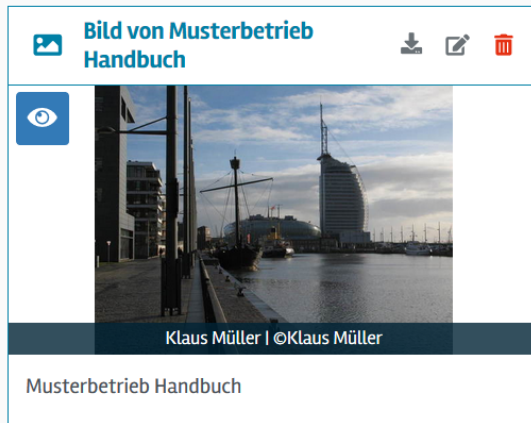 Bild von Musterbetrieb
Handbuch
Klaus Müller | ©Klaus Müller
Musterbetrieb Handbuch